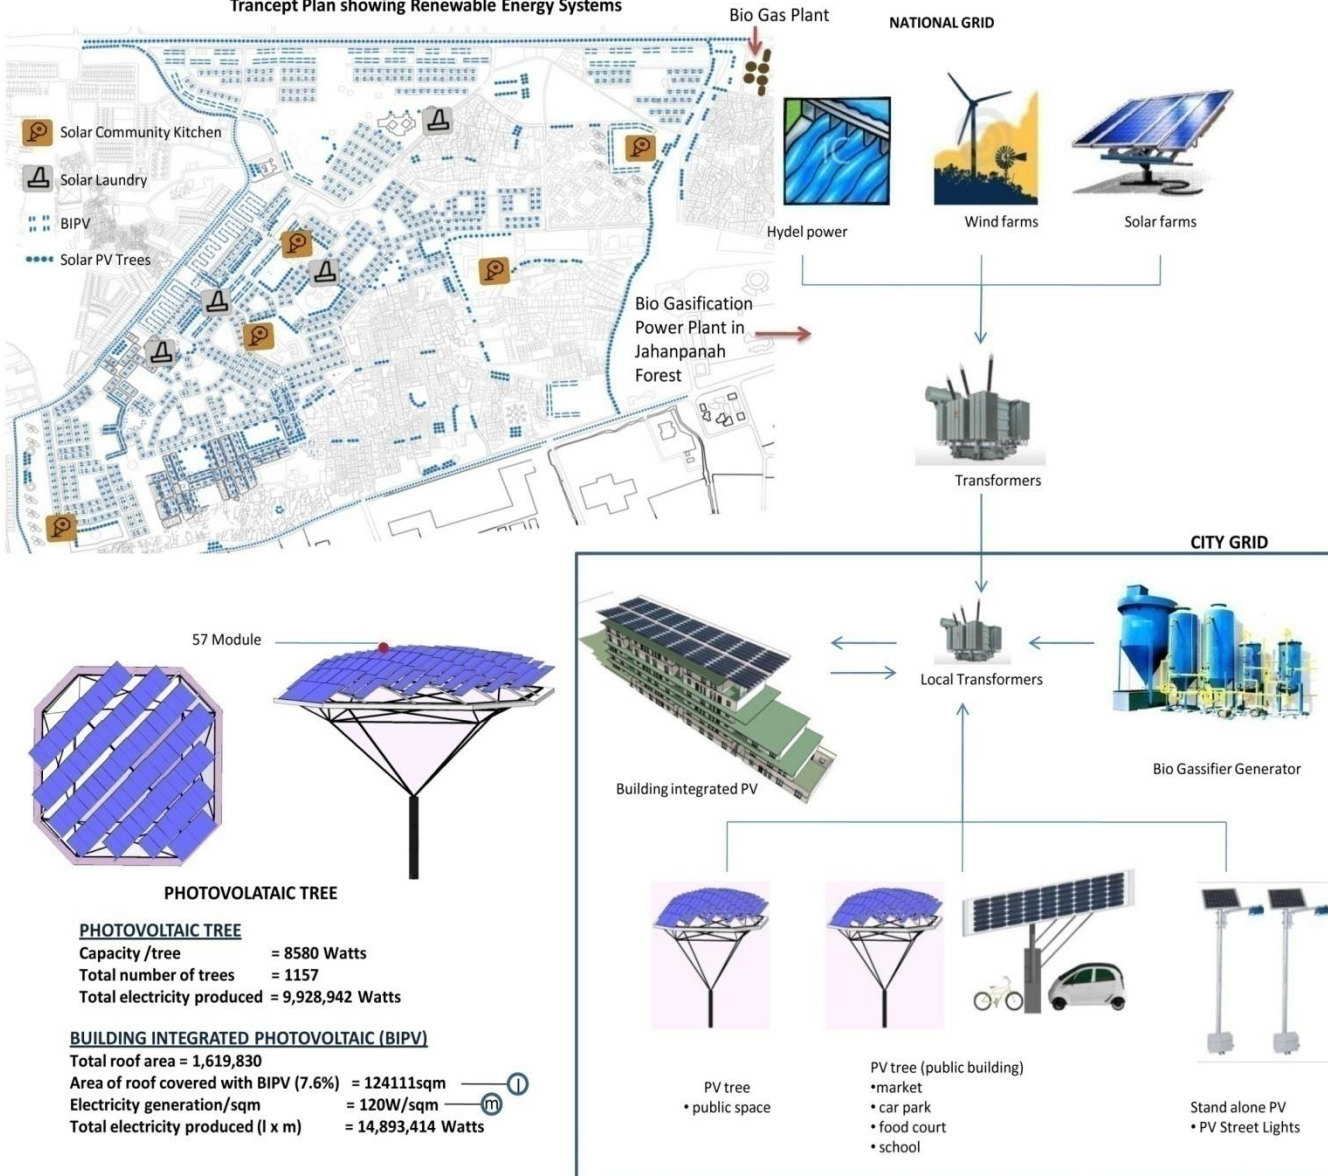 Trancept Plan showing Renewable Energy Systems
Bio Gas Plant
NATIONAL GRID
Solar Community Kitchen
Solar Laundry
BIPV
Solar PV Trees
Hydel power
Wind farms
Solar farms
Bio Gasification
Power Plant in
Jahanpanah
Forest
Transformers
CITY GRID
57 Module
Local Transformers
Building integrated PV
Bio Gassifier Generator
PHOTOVOLATAIC TREE
PHOTOVOLTAIC TREE
Capacity /tree = 8580 Watts
Total number of trees = 1157
Total electricity produced = 9,928,942 Watts
BUILDING INTEGRATED PHOTOVOLTAIC (BIPV)
Total roof area = 1,619,830
Area of roof covered with BIPV (7.6%) = 124111sqm l
Electricity generation/sqm = 120W/sqm m
Total electricity produced (l x m) = 14,893,414 Watts
PV tree
• public space
PV tree (public building)
•market
• car park
• food court
• school
Stand alone PV
• PV Street Lights